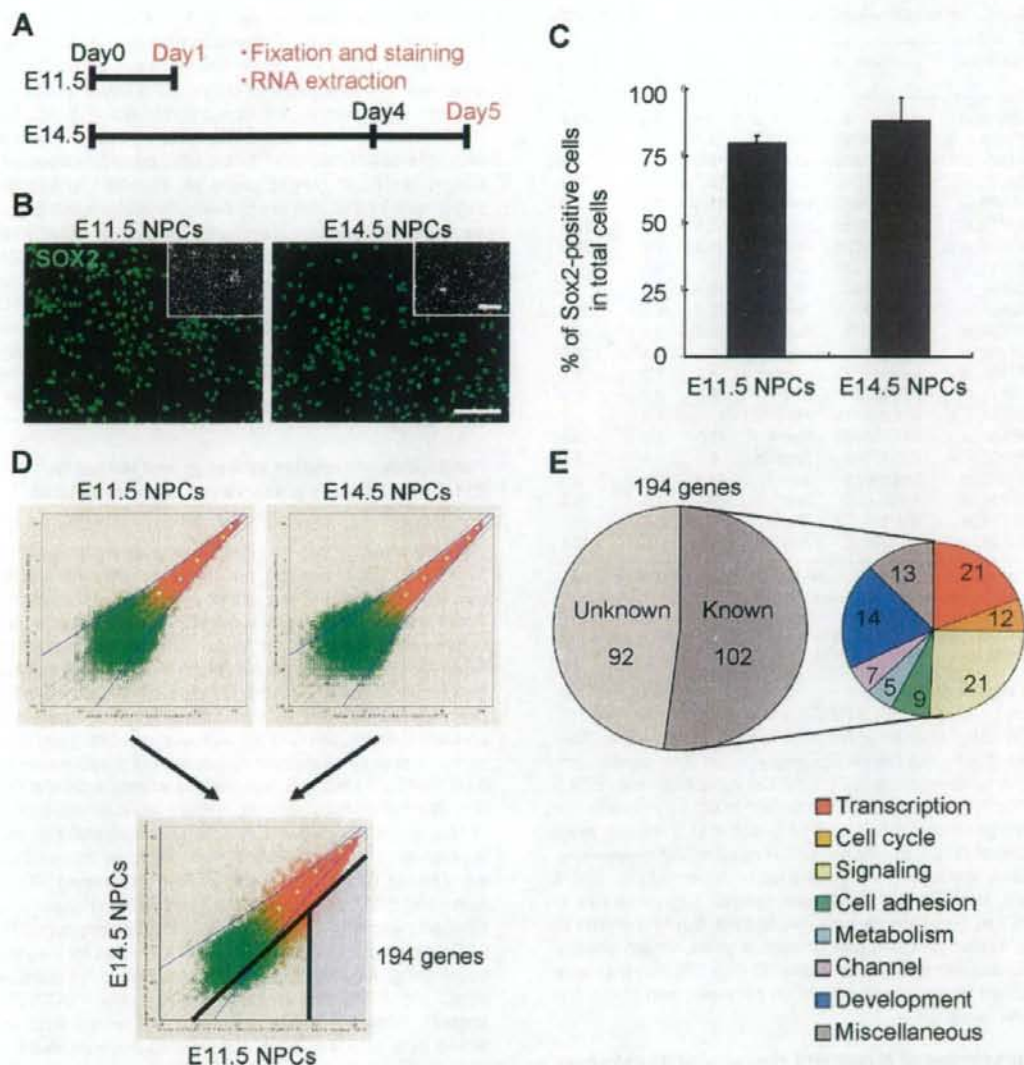 A
Day0
Day1
・Fixation and staining
E11.5
・RNA extraction
Day4
Day5
E14.5
B
E11.5 NPCs
E14.5 NPCs
SOX2
C
% of Sox2-positive cells
in total cells
100
75
50
25
0
E11.5 NPCs
E14.5 NPCs
D
E11.5 NPCs
E14.5 NPCs
E14.5 NPCs
194 genes
E11.5 NPCs
E
194 genes
Unknown
92
Known
102
13
21
12
21
9
5
7
14
Transcription
Cell cycle
Signaling
Cell adhesion
Metabolism
Channel
Development
Miscellaneous